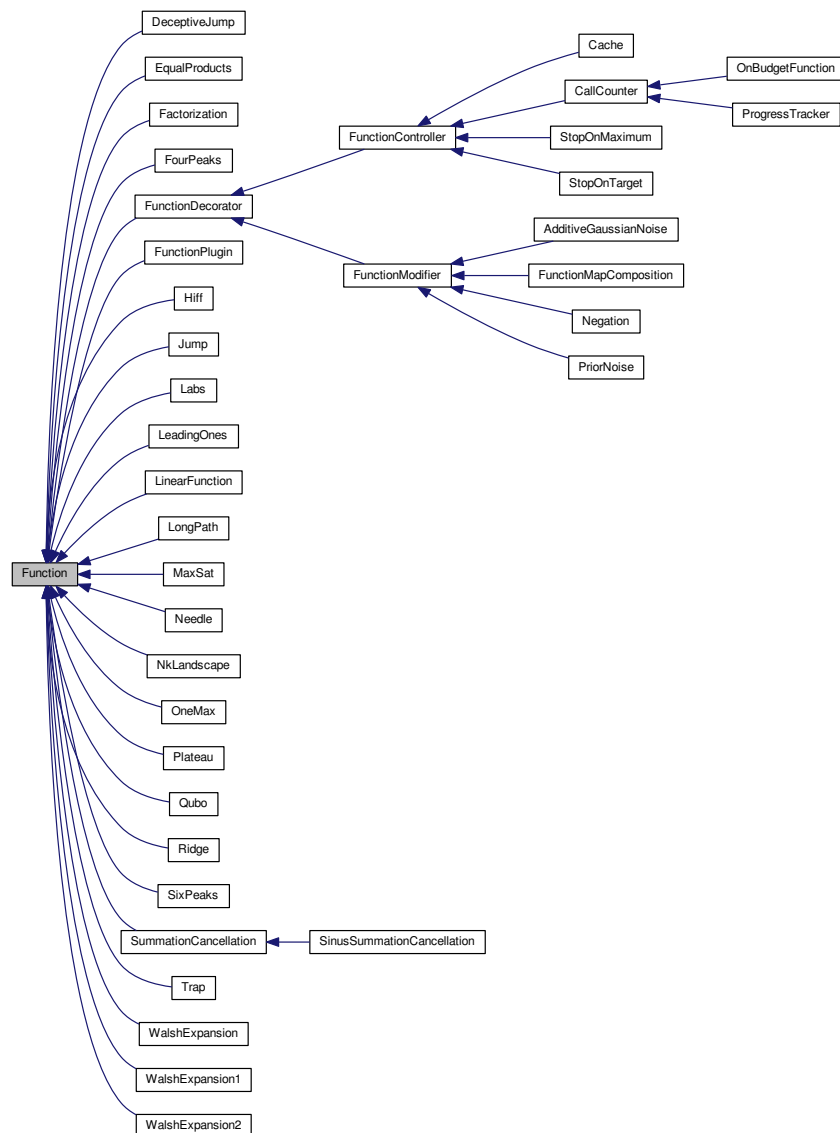 DeceptiveJump
EqualProducts
Factorization
FourPeaks
FunctionDecorator
FunctionPlugin
Hiff
Jump
Labs
LeadingOnes
LinearFunction
LongPath
Function
MaxSat
Needle
NkLandscape
OneMax
Plateau
Qubo
Ridge
SixPeaks
SummationCancellation
Trap
WalshExpansion
WalshExpansion1
WalshExpansion2
FunctionController
FunctionModifier
SinusSummationCancellation
Cache
CallCounter
StopOnMaximum
StopOnTarget
AdditiveGaussianNoise
FunctionMapComposition
Negation
PriorNoise
OnBudgetFunction
ProgressTracker